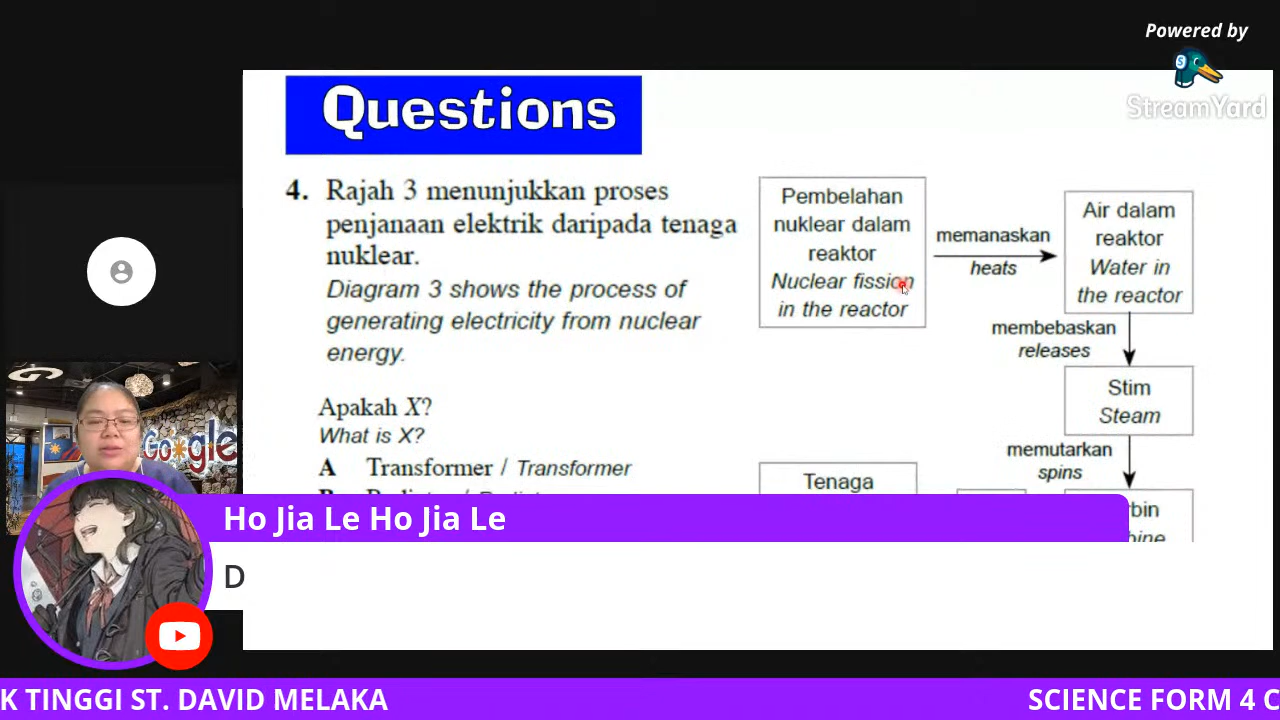 Powered by
StreamYard
Questions
4. Rajah 3 menunjukkan proses
penjanaan elektrik daripada tenaga
nuklear.
Diagram 3 shows the process of
generating electricity from nuclear
energy.
Apakah X?
What is X?
A Transformer / Transformer
Pembelahan
nuklear dalam
reaktor
Nuclear fission
in the reactor
memanaskan
heats
Air dalam
reaktor
Water in
the reactor
membebaskan
releases
Stim
Steam
memutarkan
spins
Tenaga
Google
Ho Jia Le Ho Jia Le
D
K TINGGI ST. DAVID MELAKA
SCIENCE FORM 4 C